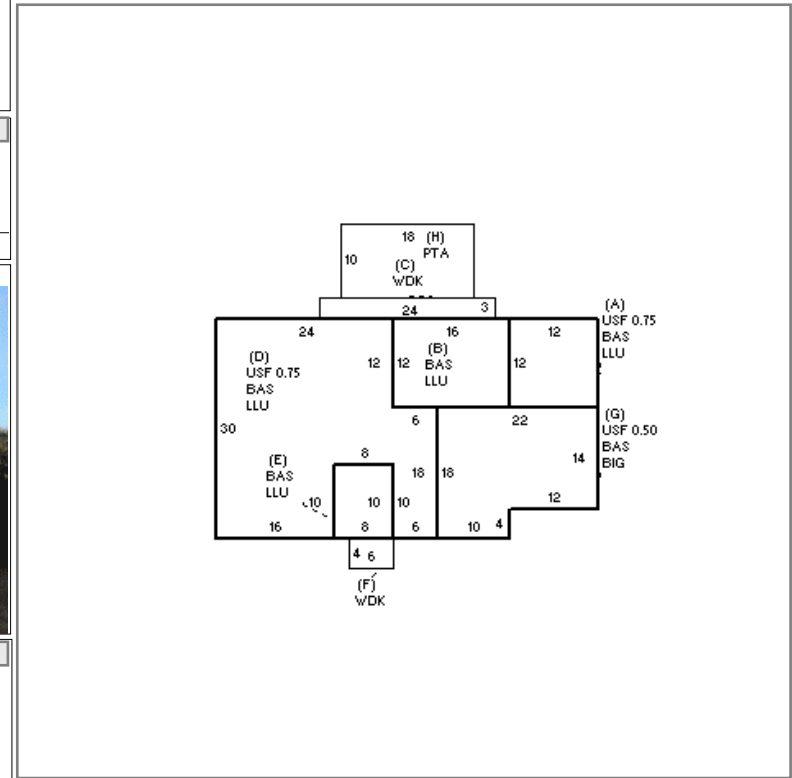 18 (H)
PTA
10
(C)
WDK
24 3
(A)
USF 0.75
BAS
LLU
24 16 12
(D)
USF 0.75
BAS
LLU
12 12
(B)
BAS
LLU
12
30
6 22
(G)
USF 0.50
BAS
BIG
8
(E)
BAS
LLU
10 10 10
18 18
14
12
16 8 6 10 4
4 6
(F)
WDK